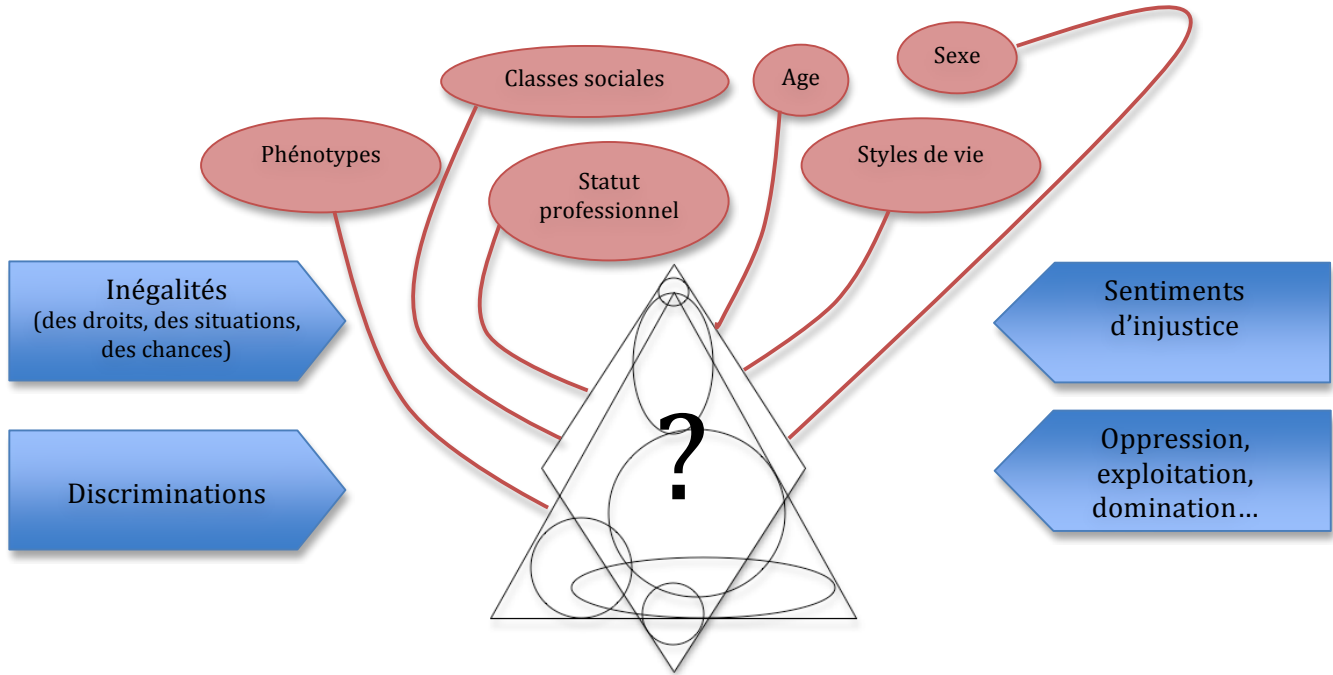 Sexe
Classes sociales
Age
Phénotypes
Styles de vie
Statut
professionnel
Inégalités
(des droits, des situations,
des chances)
Sentiments
d’injustice
?
Discriminations
Oppression,
exploitation,
domination…